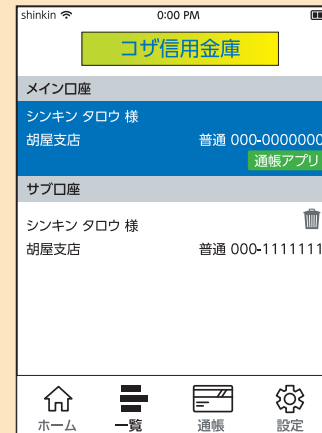 shinkin 0:00 PM
コザ信用金庫
メイン口座
シンキン タロウ 様
胡屋支店 普通 000-0000000
通帳アプリ
サブ口座
シンキン タロウ 様
胡屋支店 普通 000-1111111
ホーム 一覧 通帳 設定